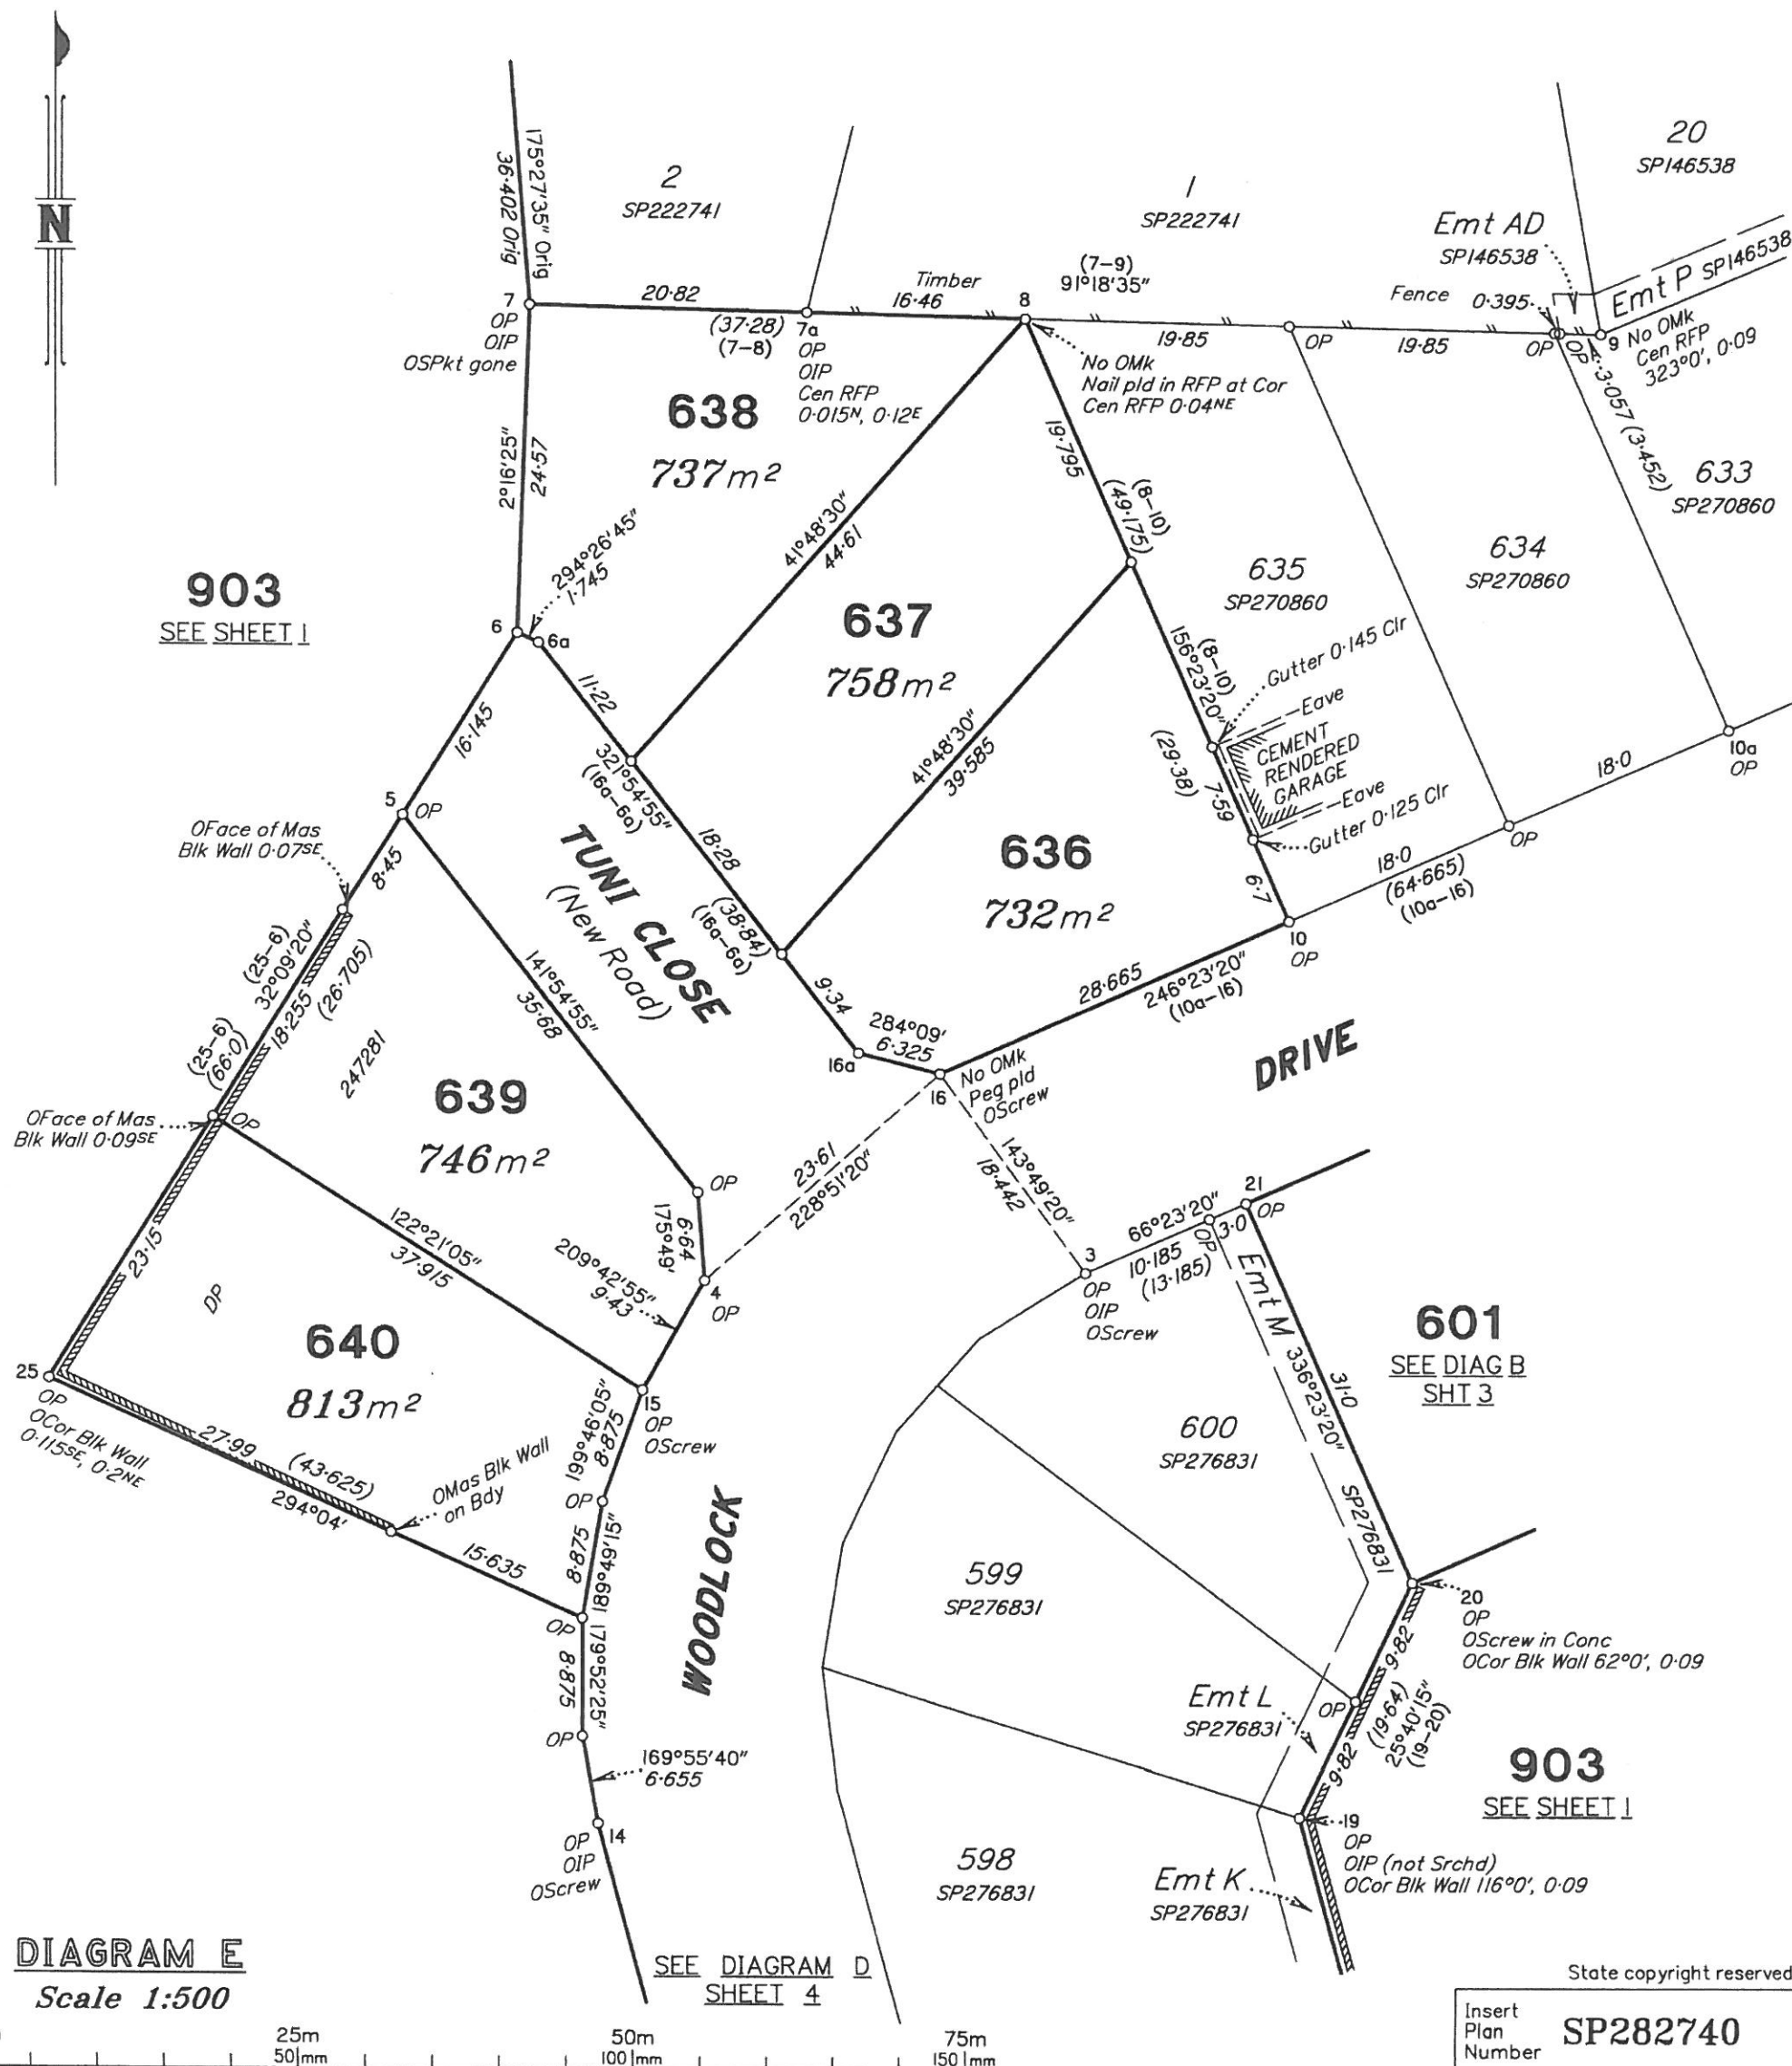 N
175°27'35" Orig
36·402 Orig
2
SP222741
1
SP222741
20
SP146538
Emt AD
SP146538
Emt P SP146538
7
OP
OIP
OSPkt gone
20·82
(37·28)
(7-8)
7a
OP
OIP
Cen RFP
0·015N, 0·12E
Timber
16·46
8
(7-9)
91°18'35"
19·85
No OMk
Nail pld in RFP at Cor
Cen RFP 0·04NE
OP
Fence
0·395
19·85
OP
OP
9 No OMk
Cen RFP
323°0', 0·09
3·057 (3·452)
638
737m²
2°16'25"
24·57
294°26'45"
1·745
41°48'30"
44·61
19·795
(8-10)
(49·175)
633
SP270860
634
SP270860
635
SP270860
903
SEE SHEET 1
6
6a
637
758m²
11·22
16·145
156°23'20"
(8-10)
Gutter 0·145 Clr
Eave
CEMENT
RENDERED
GARAGE
Eave
Gutter 0·125 Clr
(29·38)
7·59
6·7
10a
OP
18·0
OP
18·0
(64·665)
(10a-16)
5
OP
OFace of Mas
Blk Wall 0·07SE
8·45
321°54'55"
(16a-6a)
18·28
(38·84)
(16a-6a)
41°48'30"
39·585
636
732m²
TUNI CLOSE
(New Road)
10
OP
(25-6)
32°09'20"
18·255
(26·705)
(25-6)
(66·0)
247281
141°54'55"
35·68
9·34
28·665
246°23'20"
(10a-16)
284°09'
6·325
16a
16
No OMk
Peg pld
OScrew
DRIVE
639
746m²
OFace of Mas
Blk Wall 0·09SE
OP
23·61
228°51'20"
143°49'20"
18·442
OP
6·64
175°49'
122°21'05"
37·915
209°42'55"
9·43
4
OP
23·15
DP
3
OP
OIP
OScrew
66°23'20"
10·185
(13·185)
3·0
OP
21
OP
Emt M
336°23'20"
31·0
SP276831
601
SEE DIAG B
SHT 3
640
813m²
25
OP
OCor Blk Wall
0·115SE, 0·2NE
27·99
(43·625)
294°04'
OMas Blk Wall
on Bdy
15·635
15
OP
OScrew
199°46'05"
8·875
OP
8·875
189°49'15"
OP
8·875
179°52'25"
OP
169°55'40"
6·655
14
OP
OIP
OScrew
WOODLOCK
600
SP276831
599
SP276831
598
SP276831
20
OP
OScrew in Conc
OCor Blk Wall 62°0', 0·09
9·82
OP
(19·64)
25°40'15"
(19-20)
9·82
Emt L
SP276831
903
SEE SHEET 1
19
OP
OIP (not Srchd)
OCor Blk Wall 116°0', 0·09
Emt K
SP276831
DIAGRAM E
Scale 1:500
SEE DIAGRAM D
SHEET 4
25m
50mm
50m
100mm
75m
150mm
State copyright reserved
Insert
Plan
Number
SP282740